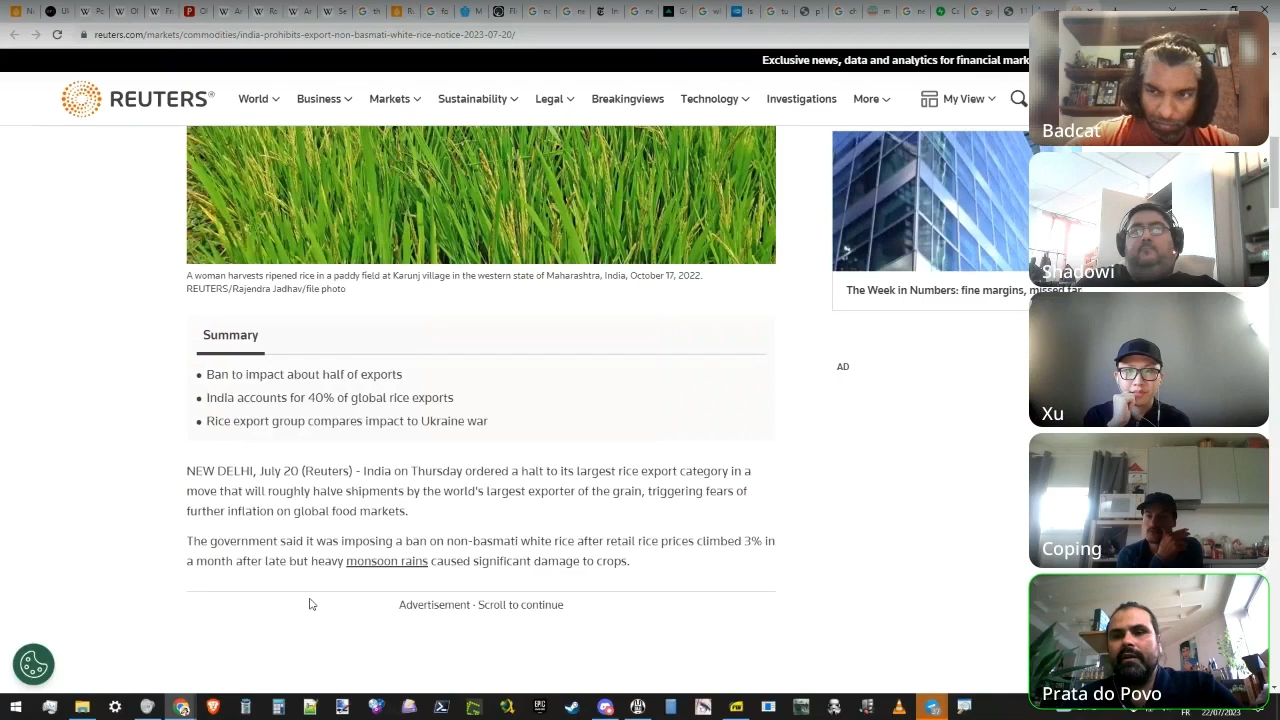 reuters.com/markets/commodities/india-prohibits-export-non-basmati-white-rice-notice-2023-07-20/
Exclusive news, data and analytics for financial mark
REUTERS®
World
Business
Markets
Sustainability
Legal
Breakingviews
Technology
Investigations
More
My View
A woman harvests ripened rice in a paddy field at Karunj village in the western state of Maharashtra, India, October 17, 2022.
REUTERS/Rajendra Jadhav/file photo
The Week in Numbers: fine margins, missed tar
AD
Summary
Ban to impact about half of exports
India accounts for 40% of global rice exports
Rice export group compares impact to Ukraine war
NEW DELHI, July 20 (Reuters) - India on Thursday ordered a halt to its largest rice export category in a
move that will roughly halve shipments by the world's largest exporter of the grain, triggering fears of
further inflation on global food markets.
The government said it was imposing a ban on non-basmati white rice after retail rice prices climbed 3% in
a month after late but heavy monsoon rains caused significant damage to crops.
Advertisement · Scroll to continue
Badcat
Shadowi
Xu
Coping
Prata do Povo
FR
22/07/2023